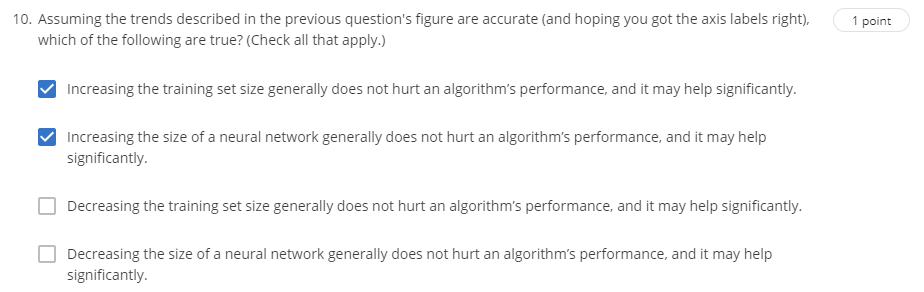 10. Assuming the trends described in the previous question's figure are accurate (and hoping you got the axis labels right), 1 point
which of the following are true? (Check all that apply.)
Increasing the training set size generally does not hurt an algorithm’s performance, and it may help significantly.
Increasing the size of a neural network generally does not hurt an algorithm’s performance, and it may help
significantly.
Decreasing the training set size generally does not hurt an algorithm’s performance, and it may help significantly.
Decreasing the size of a neural network generally does not hurt an algorithm’s performance, and it may help
significantly.